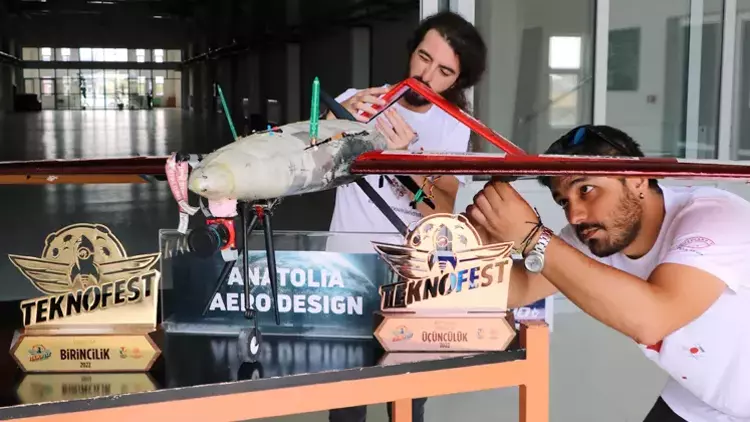 TEKNOFEST
BİRİNCİLİK
2022
ANATOLIA
AERO DESIGN
TEKNOFEST
ÜÇÜNCÜLÜK
2022